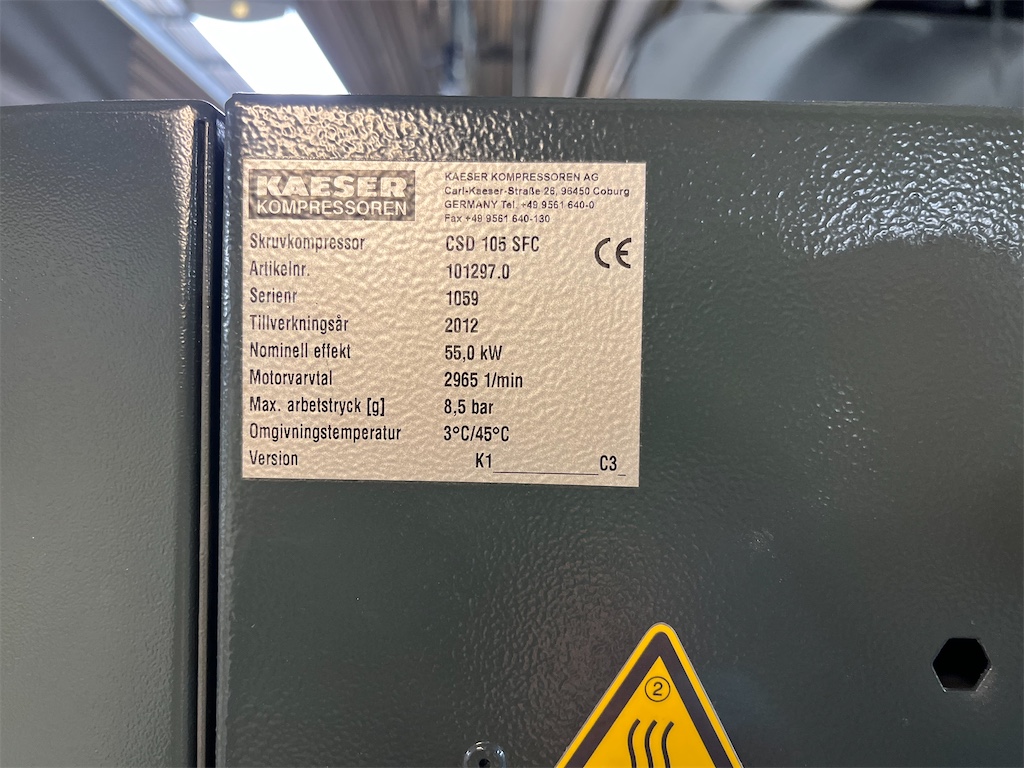 KAESER
KOMPRESSOREN
KAESER KOMPRESSOREN AG
Carl-Kaeser-Straße 26, 96450 Coburg
GERMANY Tel. +49 9561 640-0
Fax +49 9561 640-130
Skruvkompressor CSD 105 SFC CE
Artikelnr. 101297.0
Serienr 1059
Tillverkningsår 2012
Nominell effekt 55,0 kW
Motorvarvtal 2965 1/min
Max. arbetstryck [g] 8,5 bar
Omgivningstemperatur 3°C/45°C
Version K1__________C3_
2